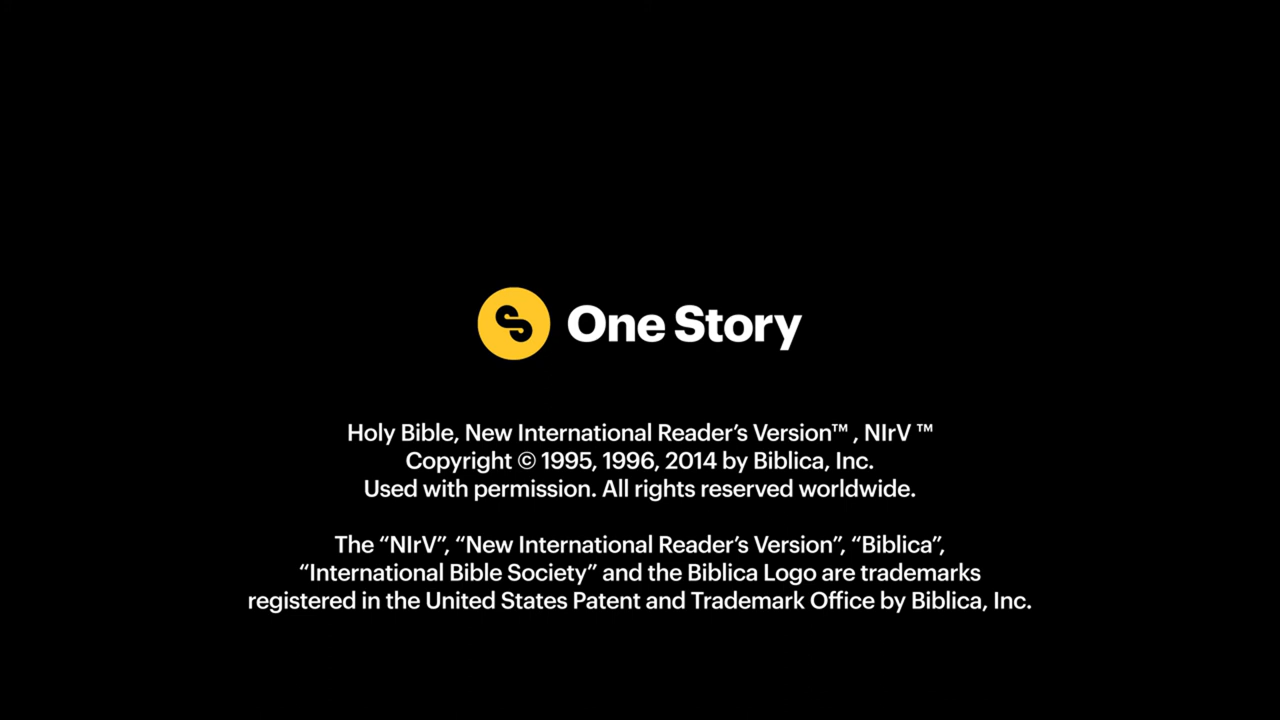 One Story
Holy Bible, New International Reader’s Version™ , NIrV ™
Copyright © 1995, 1996, 2014 by Biblica, Inc.
Used with permission. All rights reserved worldwide.
The “NIrV”, “New International Reader’s Version”, “Biblica”,
“International Bible Society” and the Biblica Logo are trademarks
registered in the United States Patent and Trademark Office by Biblica, Inc.